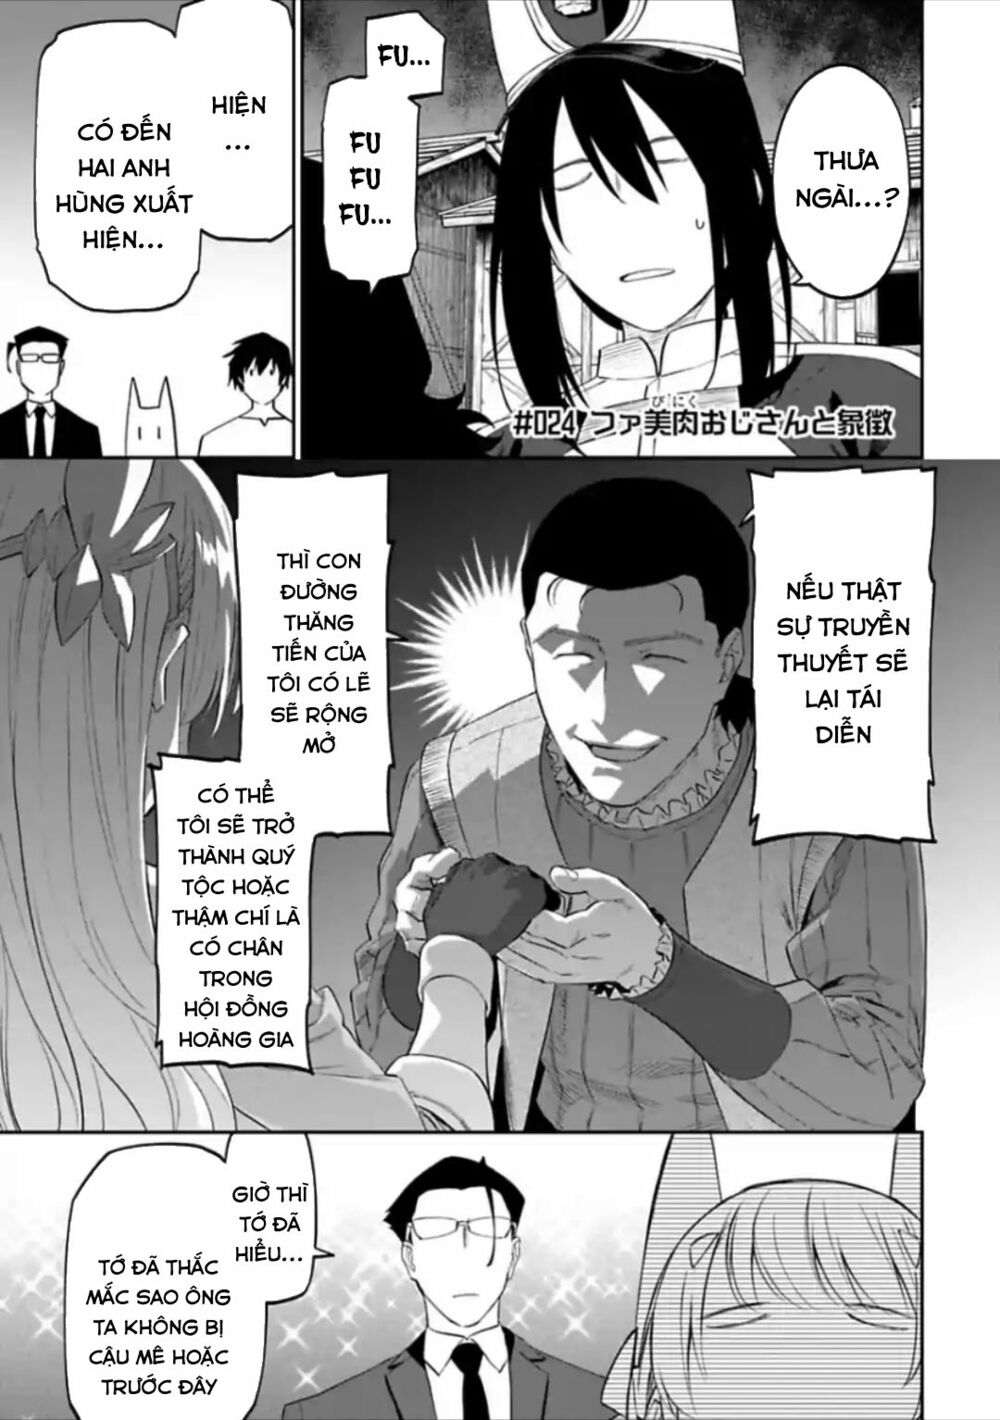 THƯA
NGÀI...?
FU...
FU
FU
FU...
#024 ファ美肉おじさんと象徴
びにく
HIỆN
...
CÓ ĐẾN
HAI ANH
HÙNG XUẤT
HIỆN...
NẾU THẬT
SỰ TRUYỀN
THUYẾT SẼ
LẠI TÁI
DIỄN
THÌ CON
ĐƯỜNG
THĂNG
TIẾN CỦA
TÔI CÓ LẼ
SẼ RỘNG
MỞ
CÓ THỂ
TÔI SẼ TRỞ
THÀNH QUÝ
TỘC HOẶC
THẬM CHÍ LÀ
CÓ CHÂN
TRONG
HỘI ĐỒNG
HOÀNG GIA
GIỜ THÌ
TỚ ĐÃ
HIỂU...
TỚ ĐÃ THẮC
MẮC SAO ÔNG
TA KHÔNG BỊ
CẬU MÊ HOẶC
TRƯỚC ĐÂY